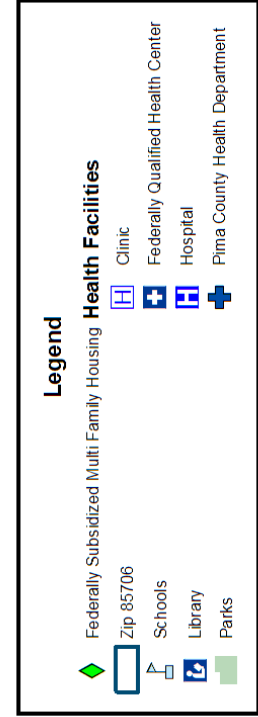 Legend
Federally Subsidized Multi Family Housing
Zip 85706
Schools
Library
Parks
Health Facilities
H Clinic
Federally Qualified Health Center
H Hospital
Pima County Health Department